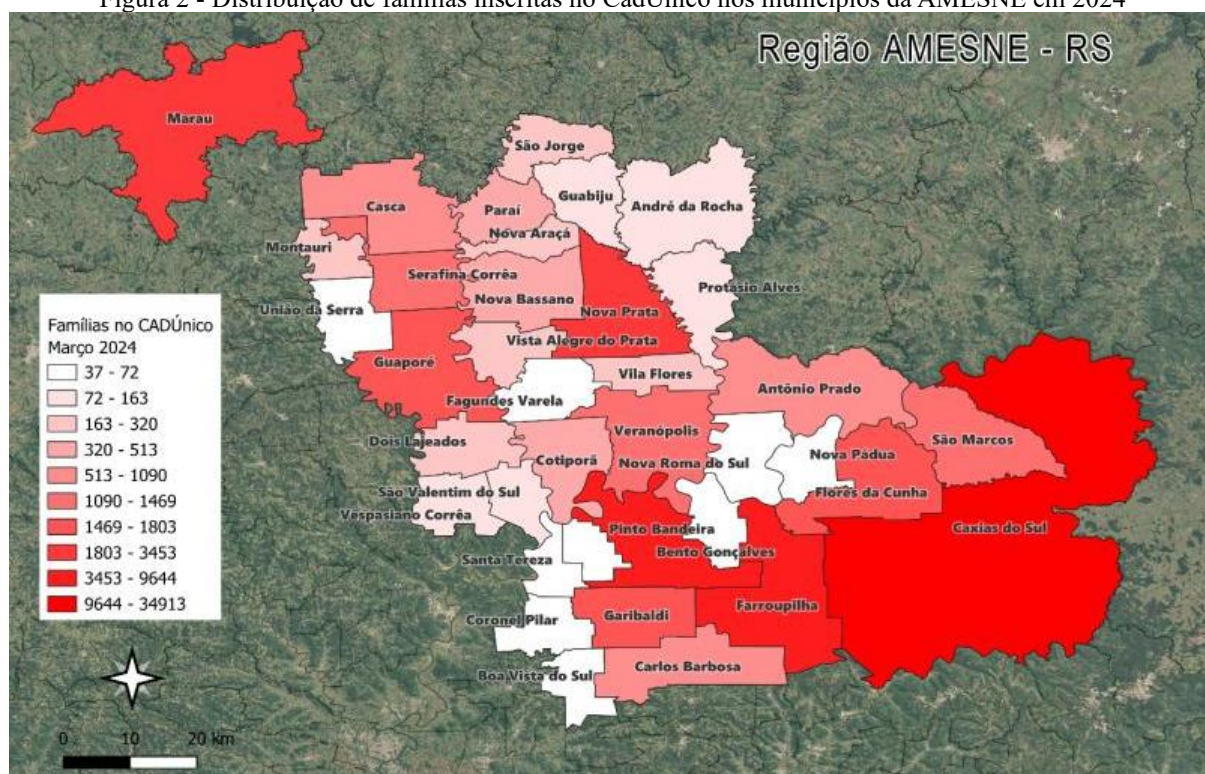 Figura 2 - Distribuição de famílias inscritas no CadÚnico nos municípios da AMESNE em 2024
Região AMESNE - RS
Marau
São Jorge
Guabiju
Casca
Paraí
André da Rocha
Nova Araçá
Montauri
Serafina Corrêa
Protásio Alves
Nova Bassano
União da Serra
Nova Prata
Vista Alegre do Prata
Guaporé
Vila Flores
Antônio Prado
Fagundes Varela
Veranópolis
Dois Lajeados
São Marcos
Nova Pádua
Cotiporã
Nova Roma do Sul
São Valentim do Sul
Flores da Cunha
Vespasiano Corrêa
Pinto Bandeira
Caxias do Sul
Bento Gonçalves
Santa Tereza
Farroupilha
Garibaldi
Coronel Pilar
Carlos Barbosa
Boa Vista do Sul
Famílias no CADÚnico
Março 2024
37 - 72
72 - 163
163 - 320
320 - 513
513 - 1090
1090 - 1469
1469 - 1803
1803 - 3453
3453 - 9644
9644 - 34913
0 10 20 km